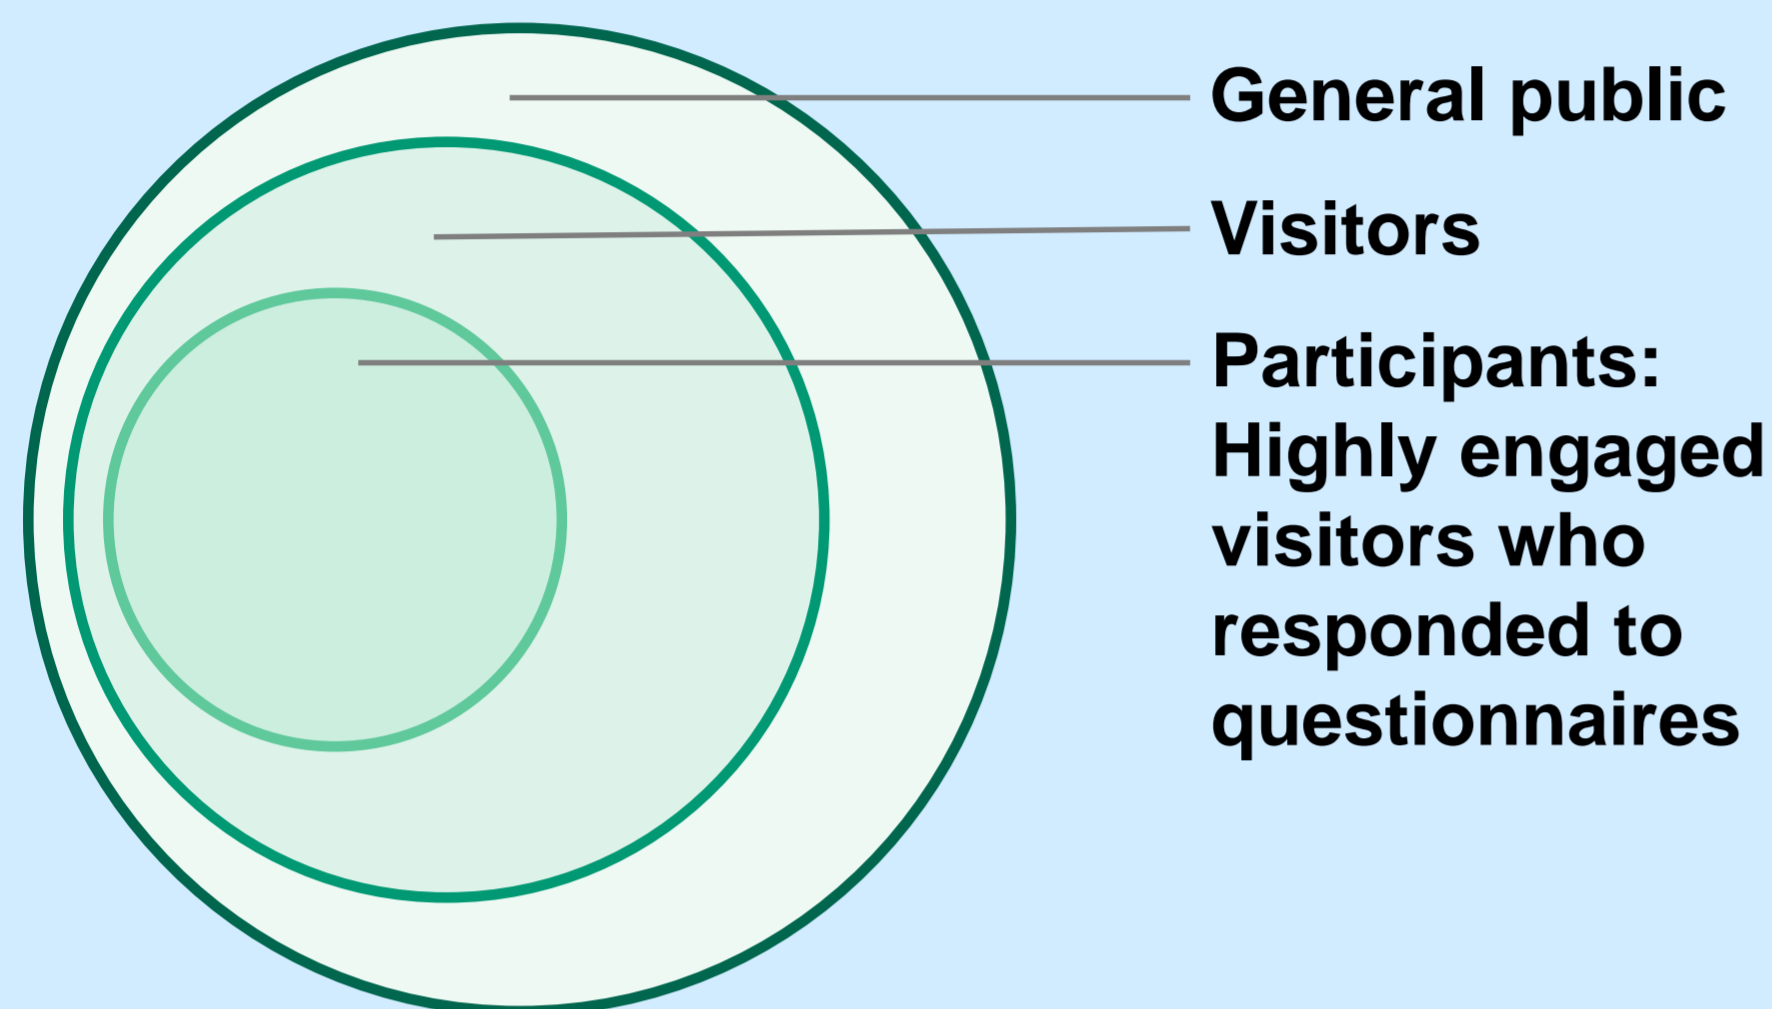 General public
Visitors
Participants:
Highly engaged
visitors who
responded to
questionnaires